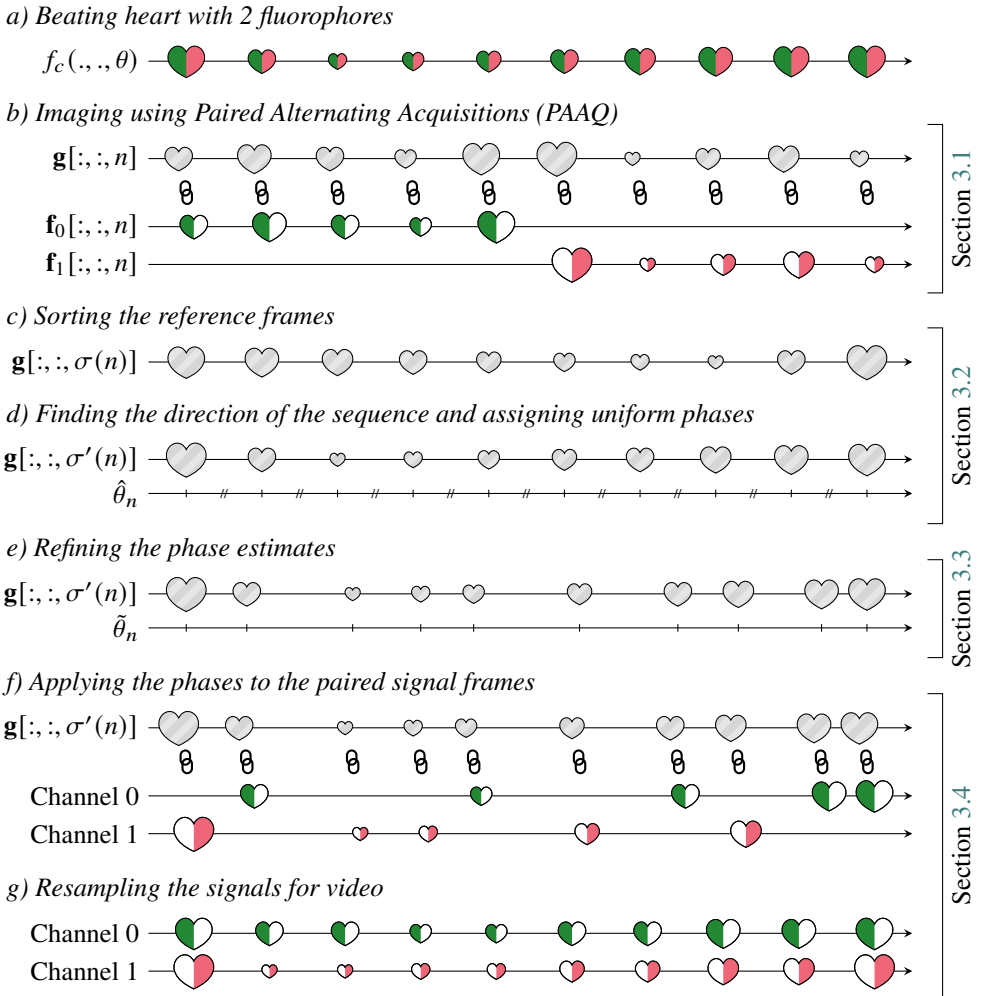 a) Beating heart with 2 fluorophores
f_c(., ., θ)
b) Imaging using Paired Alternating Acquisitions (PAAQ)
g[:, :, n]
f_0[:, :, n]
f_1[:, :, n]
Section 3.1
c) Sorting the reference frames
g[:, :, σ(n)]
d) Finding the direction of the sequence and assigning uniform phases
g[:, :, σ′(n)]
θ̂_n
Section 3.2
e) Refining the phase estimates
g[:, :, σ′(n)]
θ̃_n
Section 3.3
f) Applying the phases to the paired signal frames
g[:, :, σ′(n)]
Channel 0
Channel 1
g) Resampling the signals for video
Channel 0
Channel 1
Section 3.4